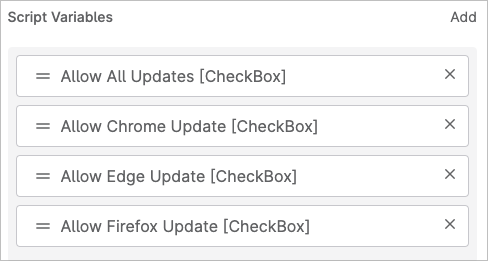 Script Variables Add
Allow All Updates [CheckBox]
Allow Chrome Update [CheckBox]
Allow Edge Update [CheckBox]
Allow Firefox Update [CheckBox]